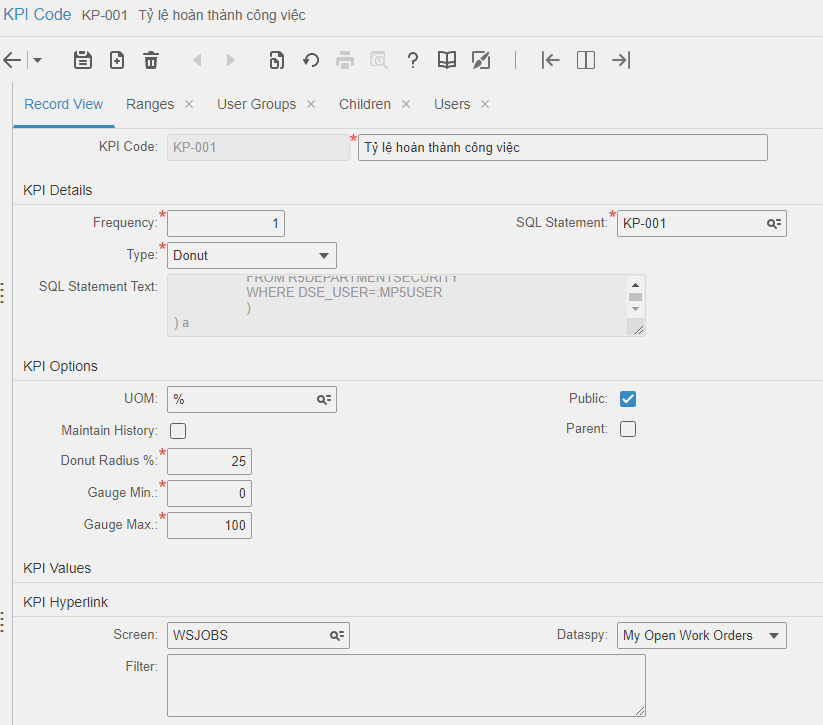 KPI Code KP-001 Tỷ lệ hoàn thành công việc
Record View Ranges × User Groups × Children × Users ×
KPI Code: KP-001 * Tỷ lệ hoàn thành công việc
KPI Details
Frequency: * 1 SQL Statement: * KP-001
Type: * Donut
SQL Statement Text: FROM R5DEPARTMENTSECURITY
WHERE DSE_USER=:MP5USER
)
) a
KPI Options
UOM: % Public:
Maintain History: Parent:
Donut Radius %: * 25
Gauge Min.: * 0
Gauge Max.: * 100
KPI Values
KPI Hyperlink
Screen: WSJOBS Dataspy: My Open Work Orders
Filter: